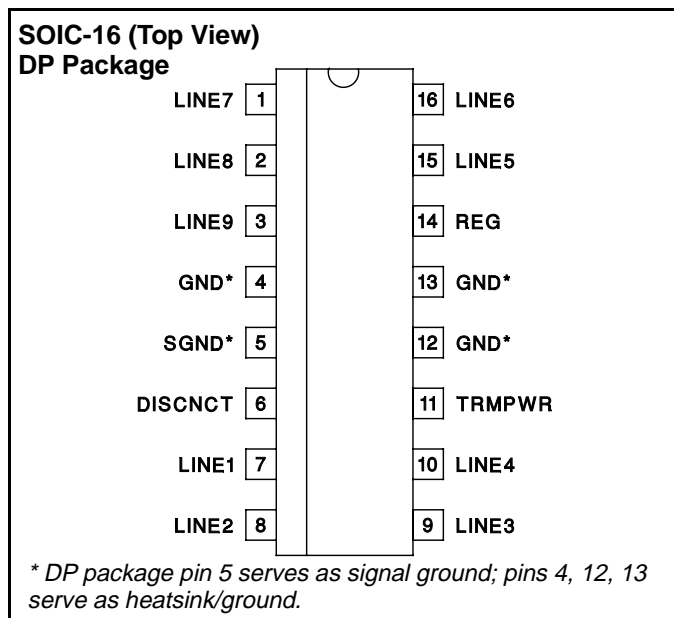 SOIC-16 (Top View)
DP Package
LINE7 1 16 LINE6
LINE8 2 15 LINE5
LINE9 3 14 REG
GND* 4 13 GND*
SGND* 5 12 GND*
DISCNCT 6 11 TRMPWR
LINE1 7 10 LINE4
LINE2 8 9 LINE3
* DP package pin 5 serves as signal ground; pins 4, 12, 13
serve as heatsink/ground.